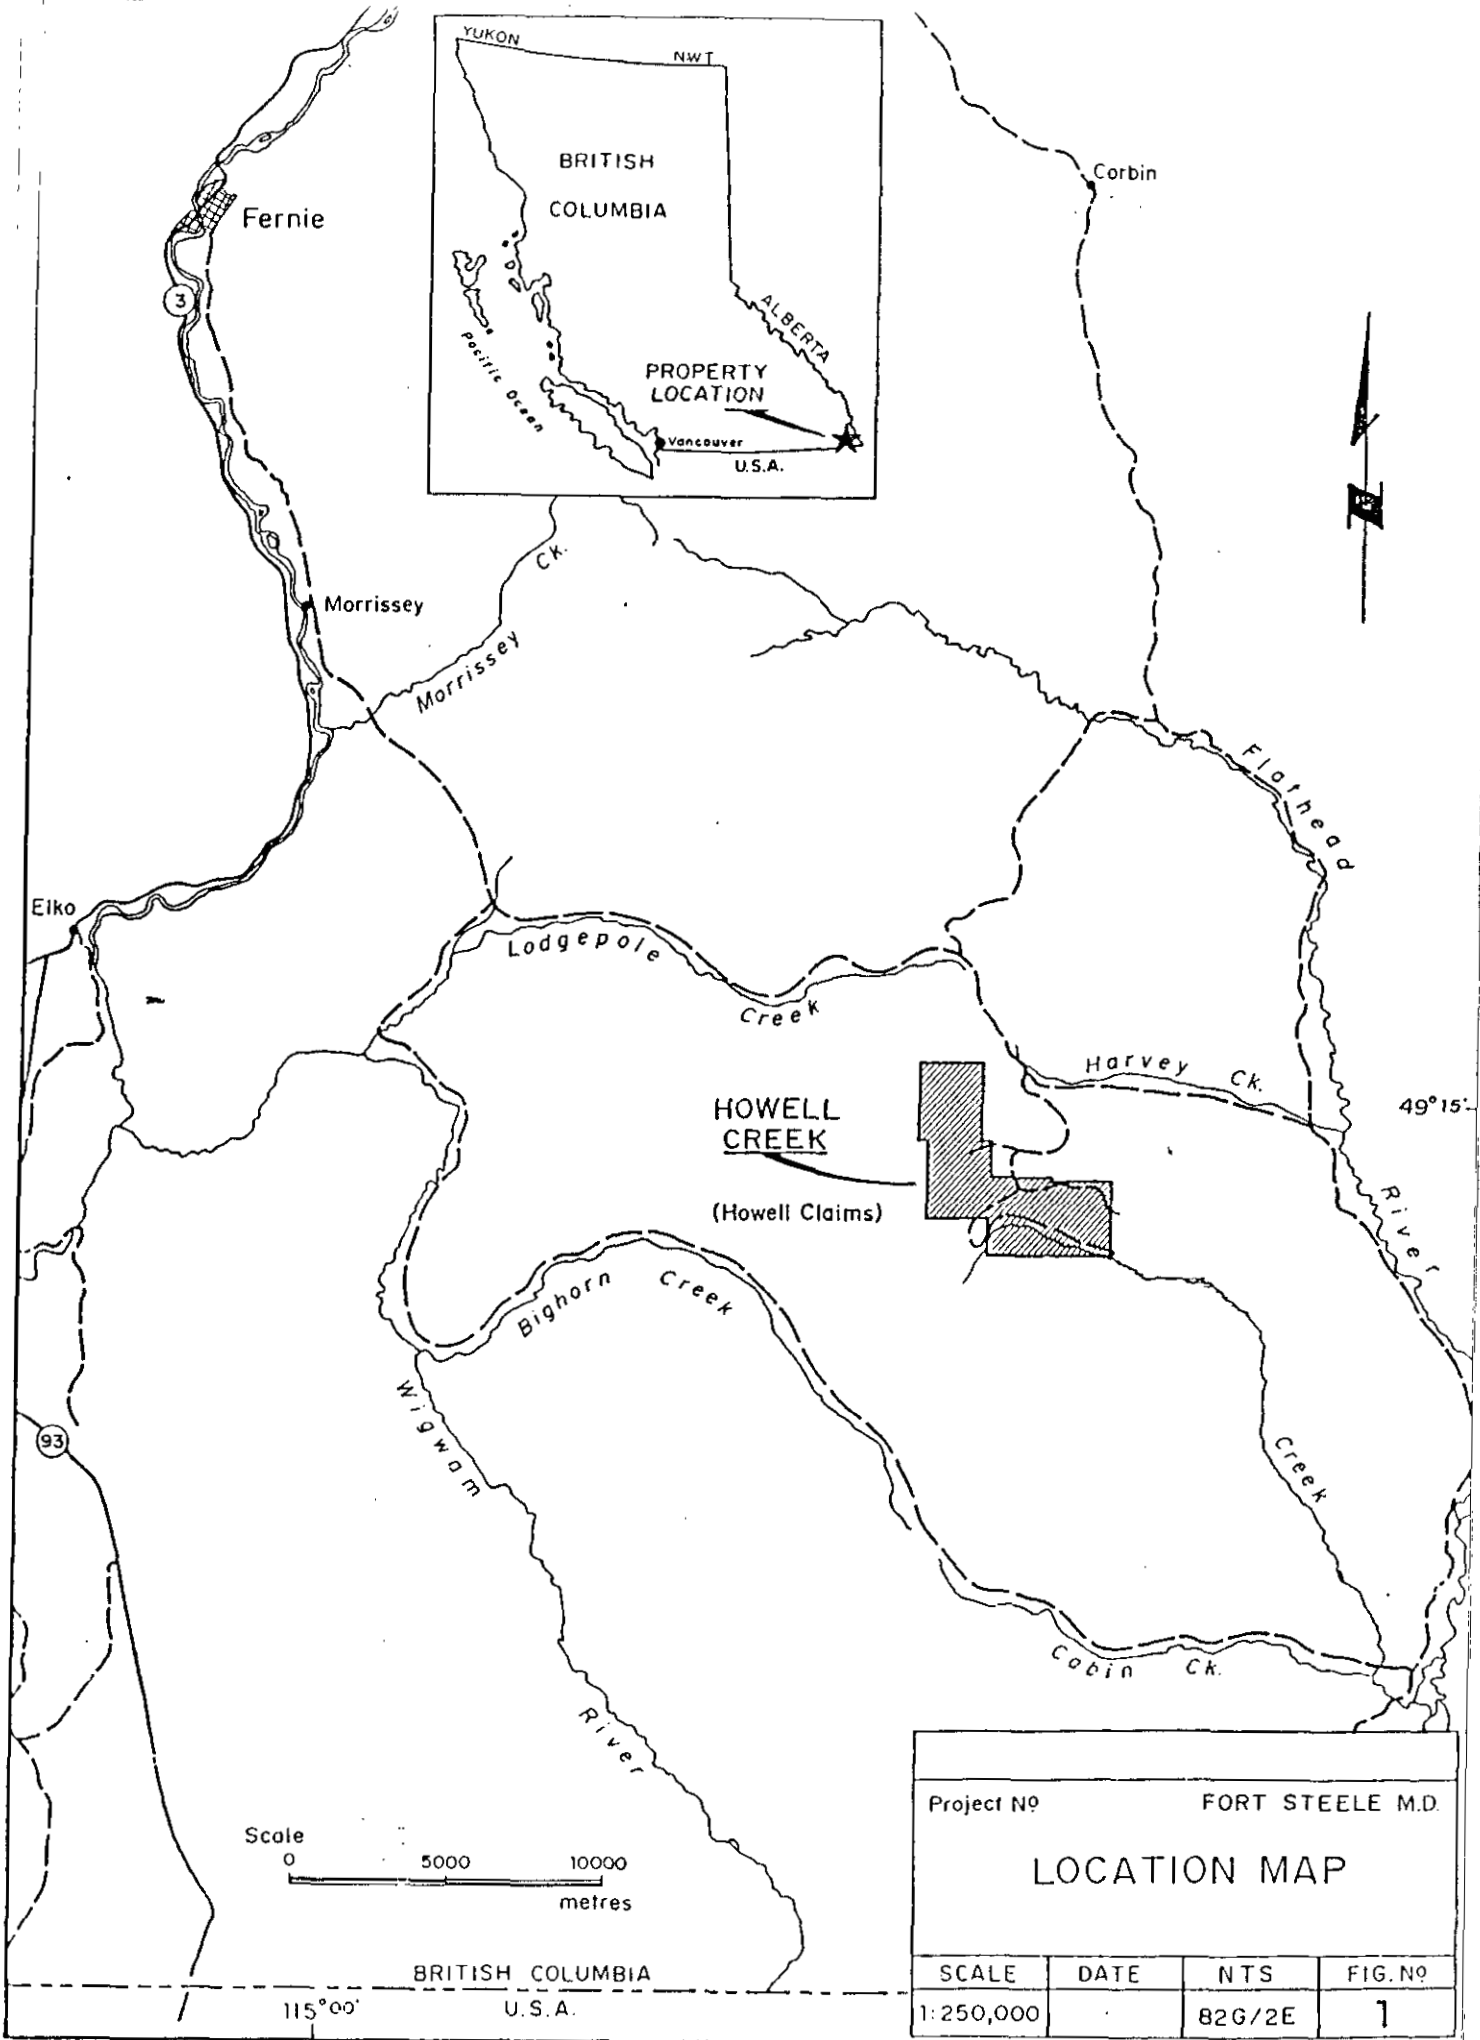 YUKON
NWT
BRITISH
COLUMBIA
ALBERTA
Pacific Ocean
PROPERTY
LOCATION
Vancouver
U.S.A.
Corbin
Fernie
3
Ck.
Morrissey
Morrissey
Flathead
Elko
Lodgepole
Creek
Harvey Ck.
49°15'
HOWELL
CREEK
(Howell Claims)
River
Bighorn Creek
Wigwam
93
Creek
Cabin Ck.
River
Scale
0 5000 10000
metres
BRITISH COLUMBIA
115°00'
U.S.A.
Project Nº FORT STEELE M.D.
LOCATION MAP
SCALE DATE NTS FIG. Nº
1:250,000 82G/2E 1